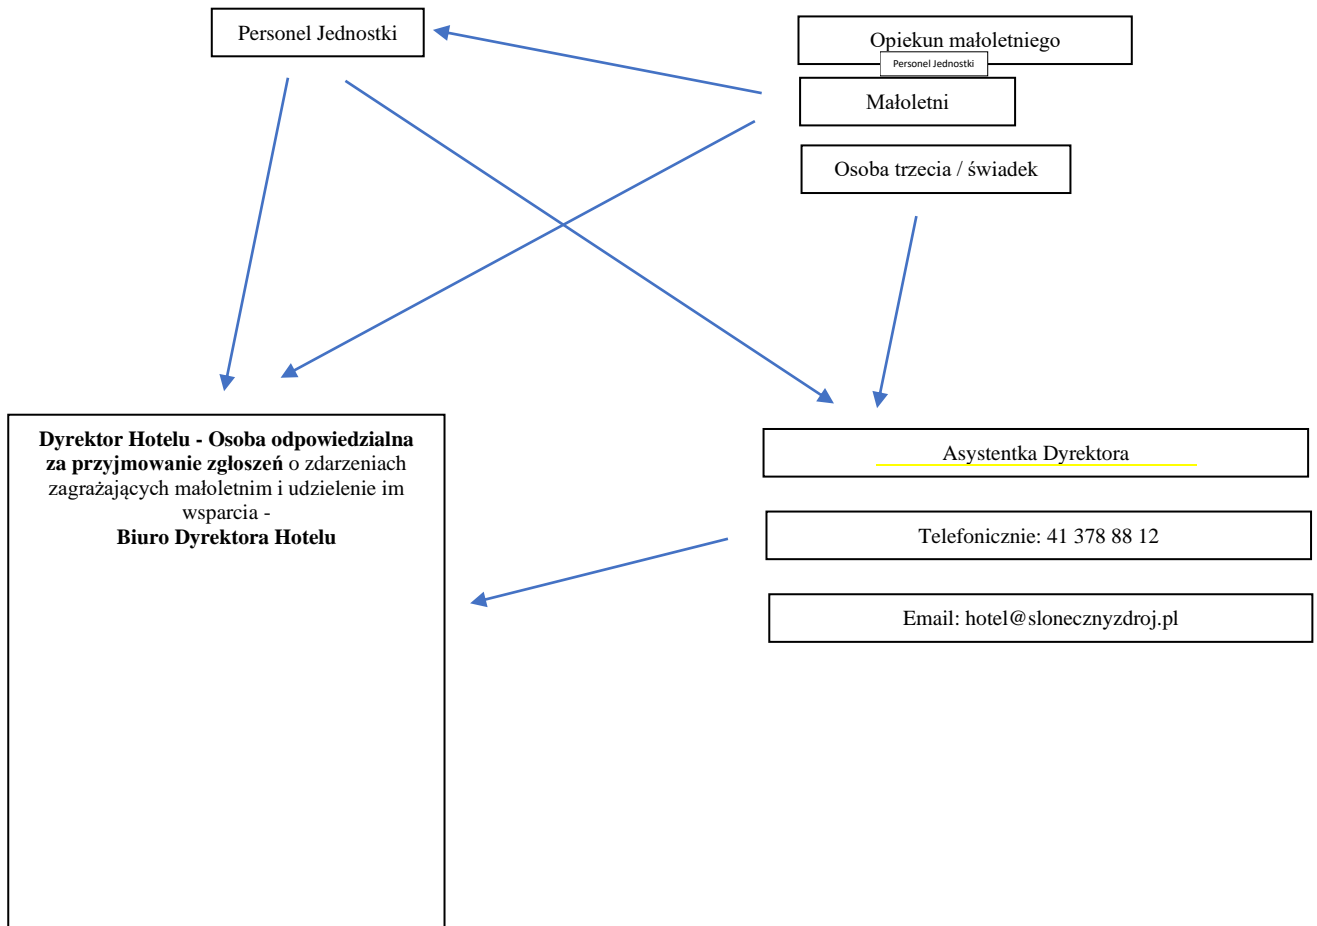 Personel Jednostki
Opiekun małoletniego
Personel Jednostki
Małoletni
Osoba trzecia / świadek
Dyrektor Hotelu - Osoba odpowiedzialna
za przyjmowanie zgłoszeń o zdarzeniach
zagrażających małoletnim i udzielenie im
wsparcia -
Biuro Dyrektora Hotelu
Asystentka Dyrektora
Telefonicznie: 41 378 88 12
Email: hotel@slonecznyzdroj.pl